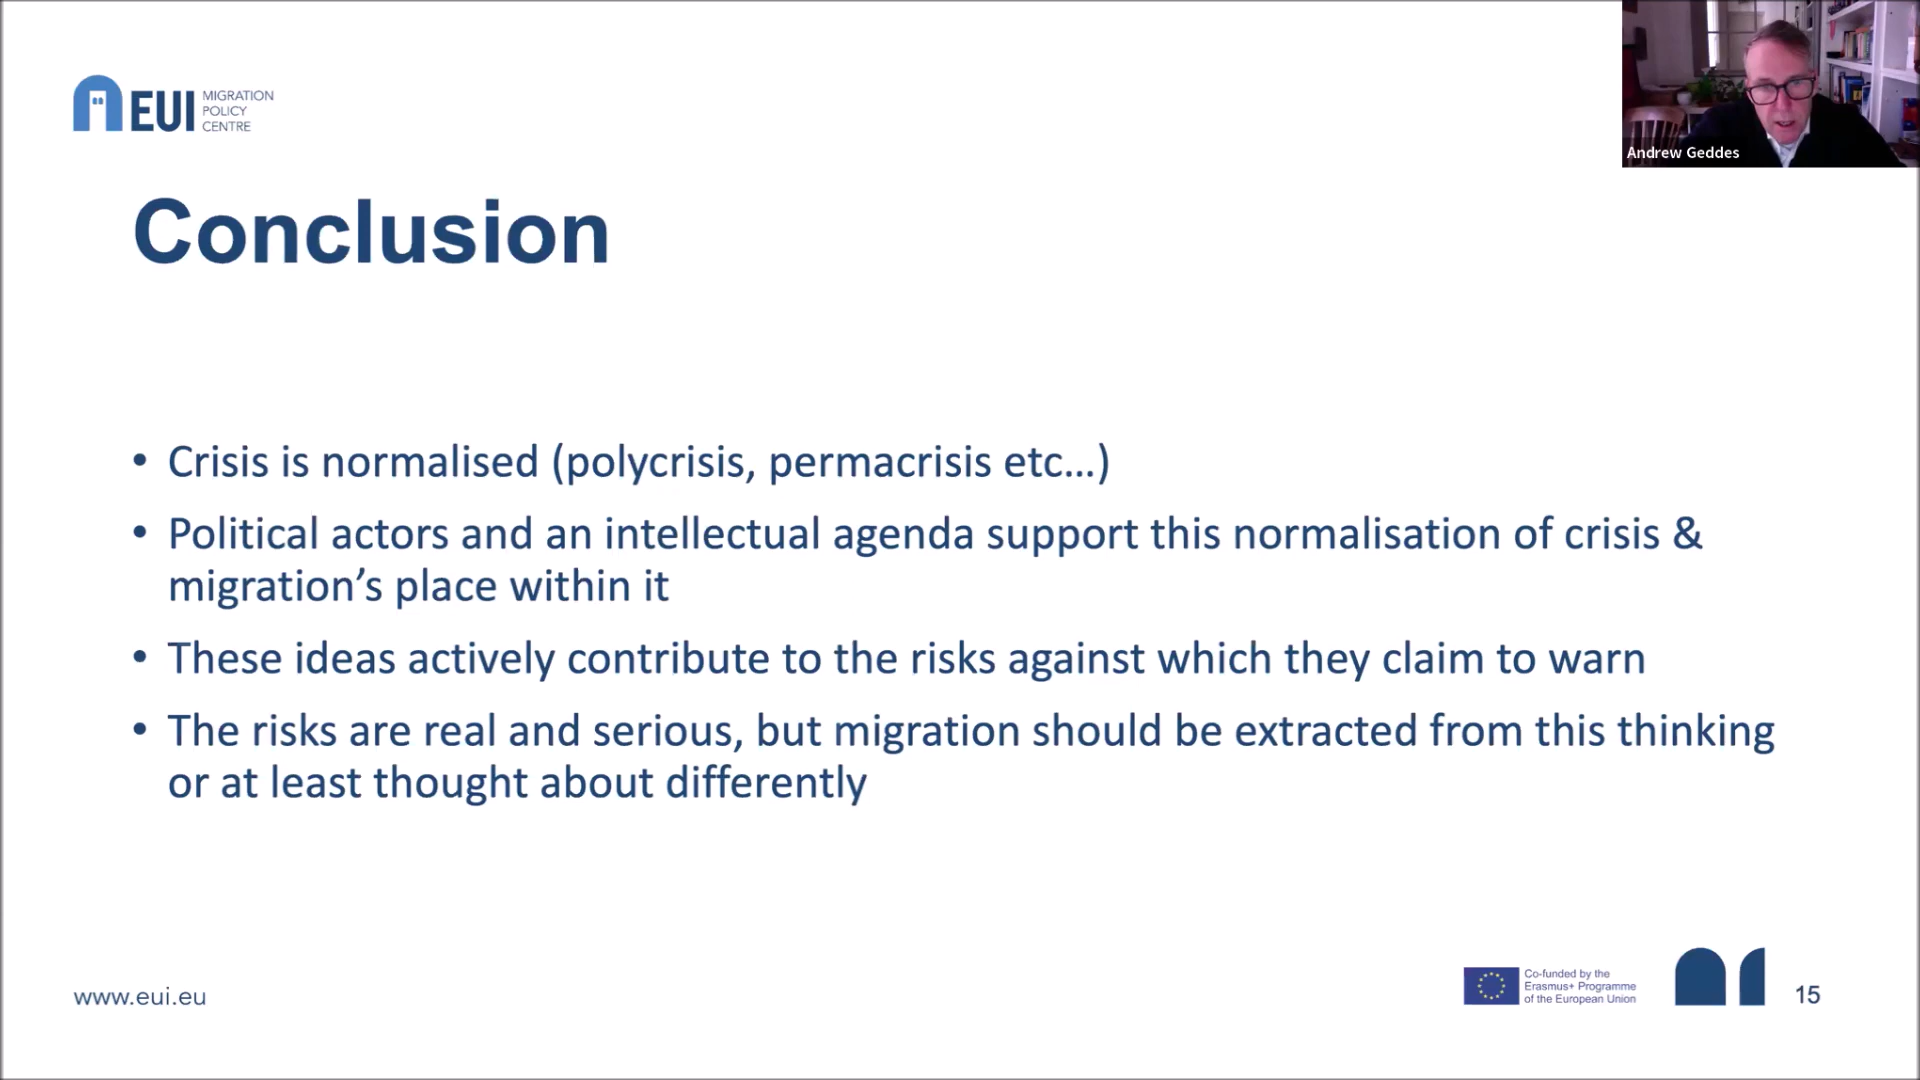 EUI
MIGRATION
POLICY
CENTRE
Andrew Geddes
Conclusion
• Crisis is normalised (polycrisis, permacrisis etc...)
• Political actors and an intellectual agenda support this normalisation of crisis &
migration’s place within it
• These ideas actively contribute to the risks against which they claim to warn
• The risks are real and serious, but migration should be extracted from this thinking
or at least thought about differently
www.eui.eu
Co-funded by the
Erasmus+ Programme
of the European Union
15